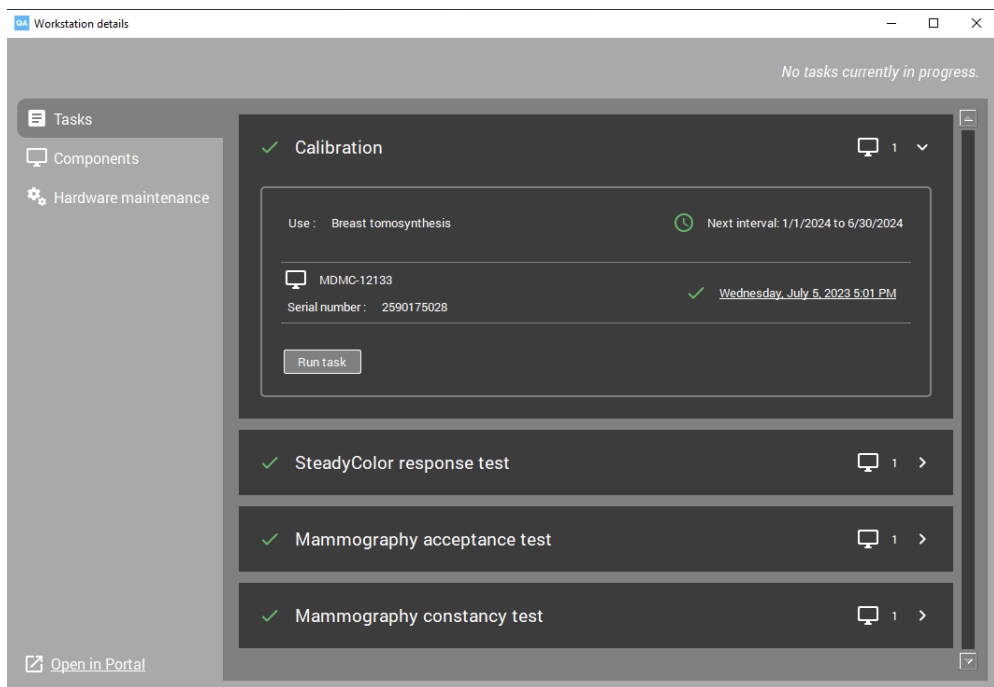 QA Workstation details
No tasks currently in progress.
Tasks
Components
Hardware maintenance
Calibration 1
Use : Breast tomosynthesis Next interval: 1/1/2024 to 6/30/2024
MDMC-12133
Wednesday, July 5, 2023 5:01 PM
Serial number : 2590175028
Run task
SteadyColor response test 1
Mammography acceptance test 1
Mammography constancy test 1
Open in Portal